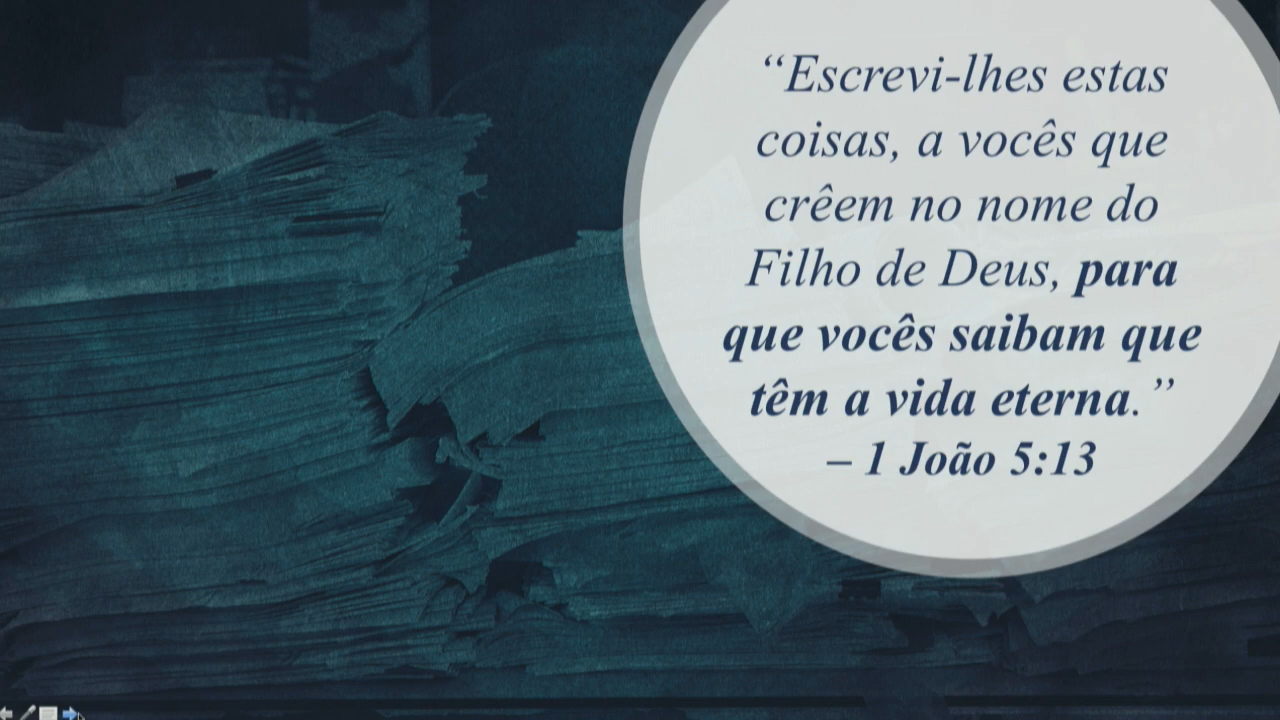 “Escrevi-lhes estas
coisas, a vocês que
crêem no nome do
Filho de Deus, para
que vocês saibam que
têm a vida eterna.”
– 1 João 5:13